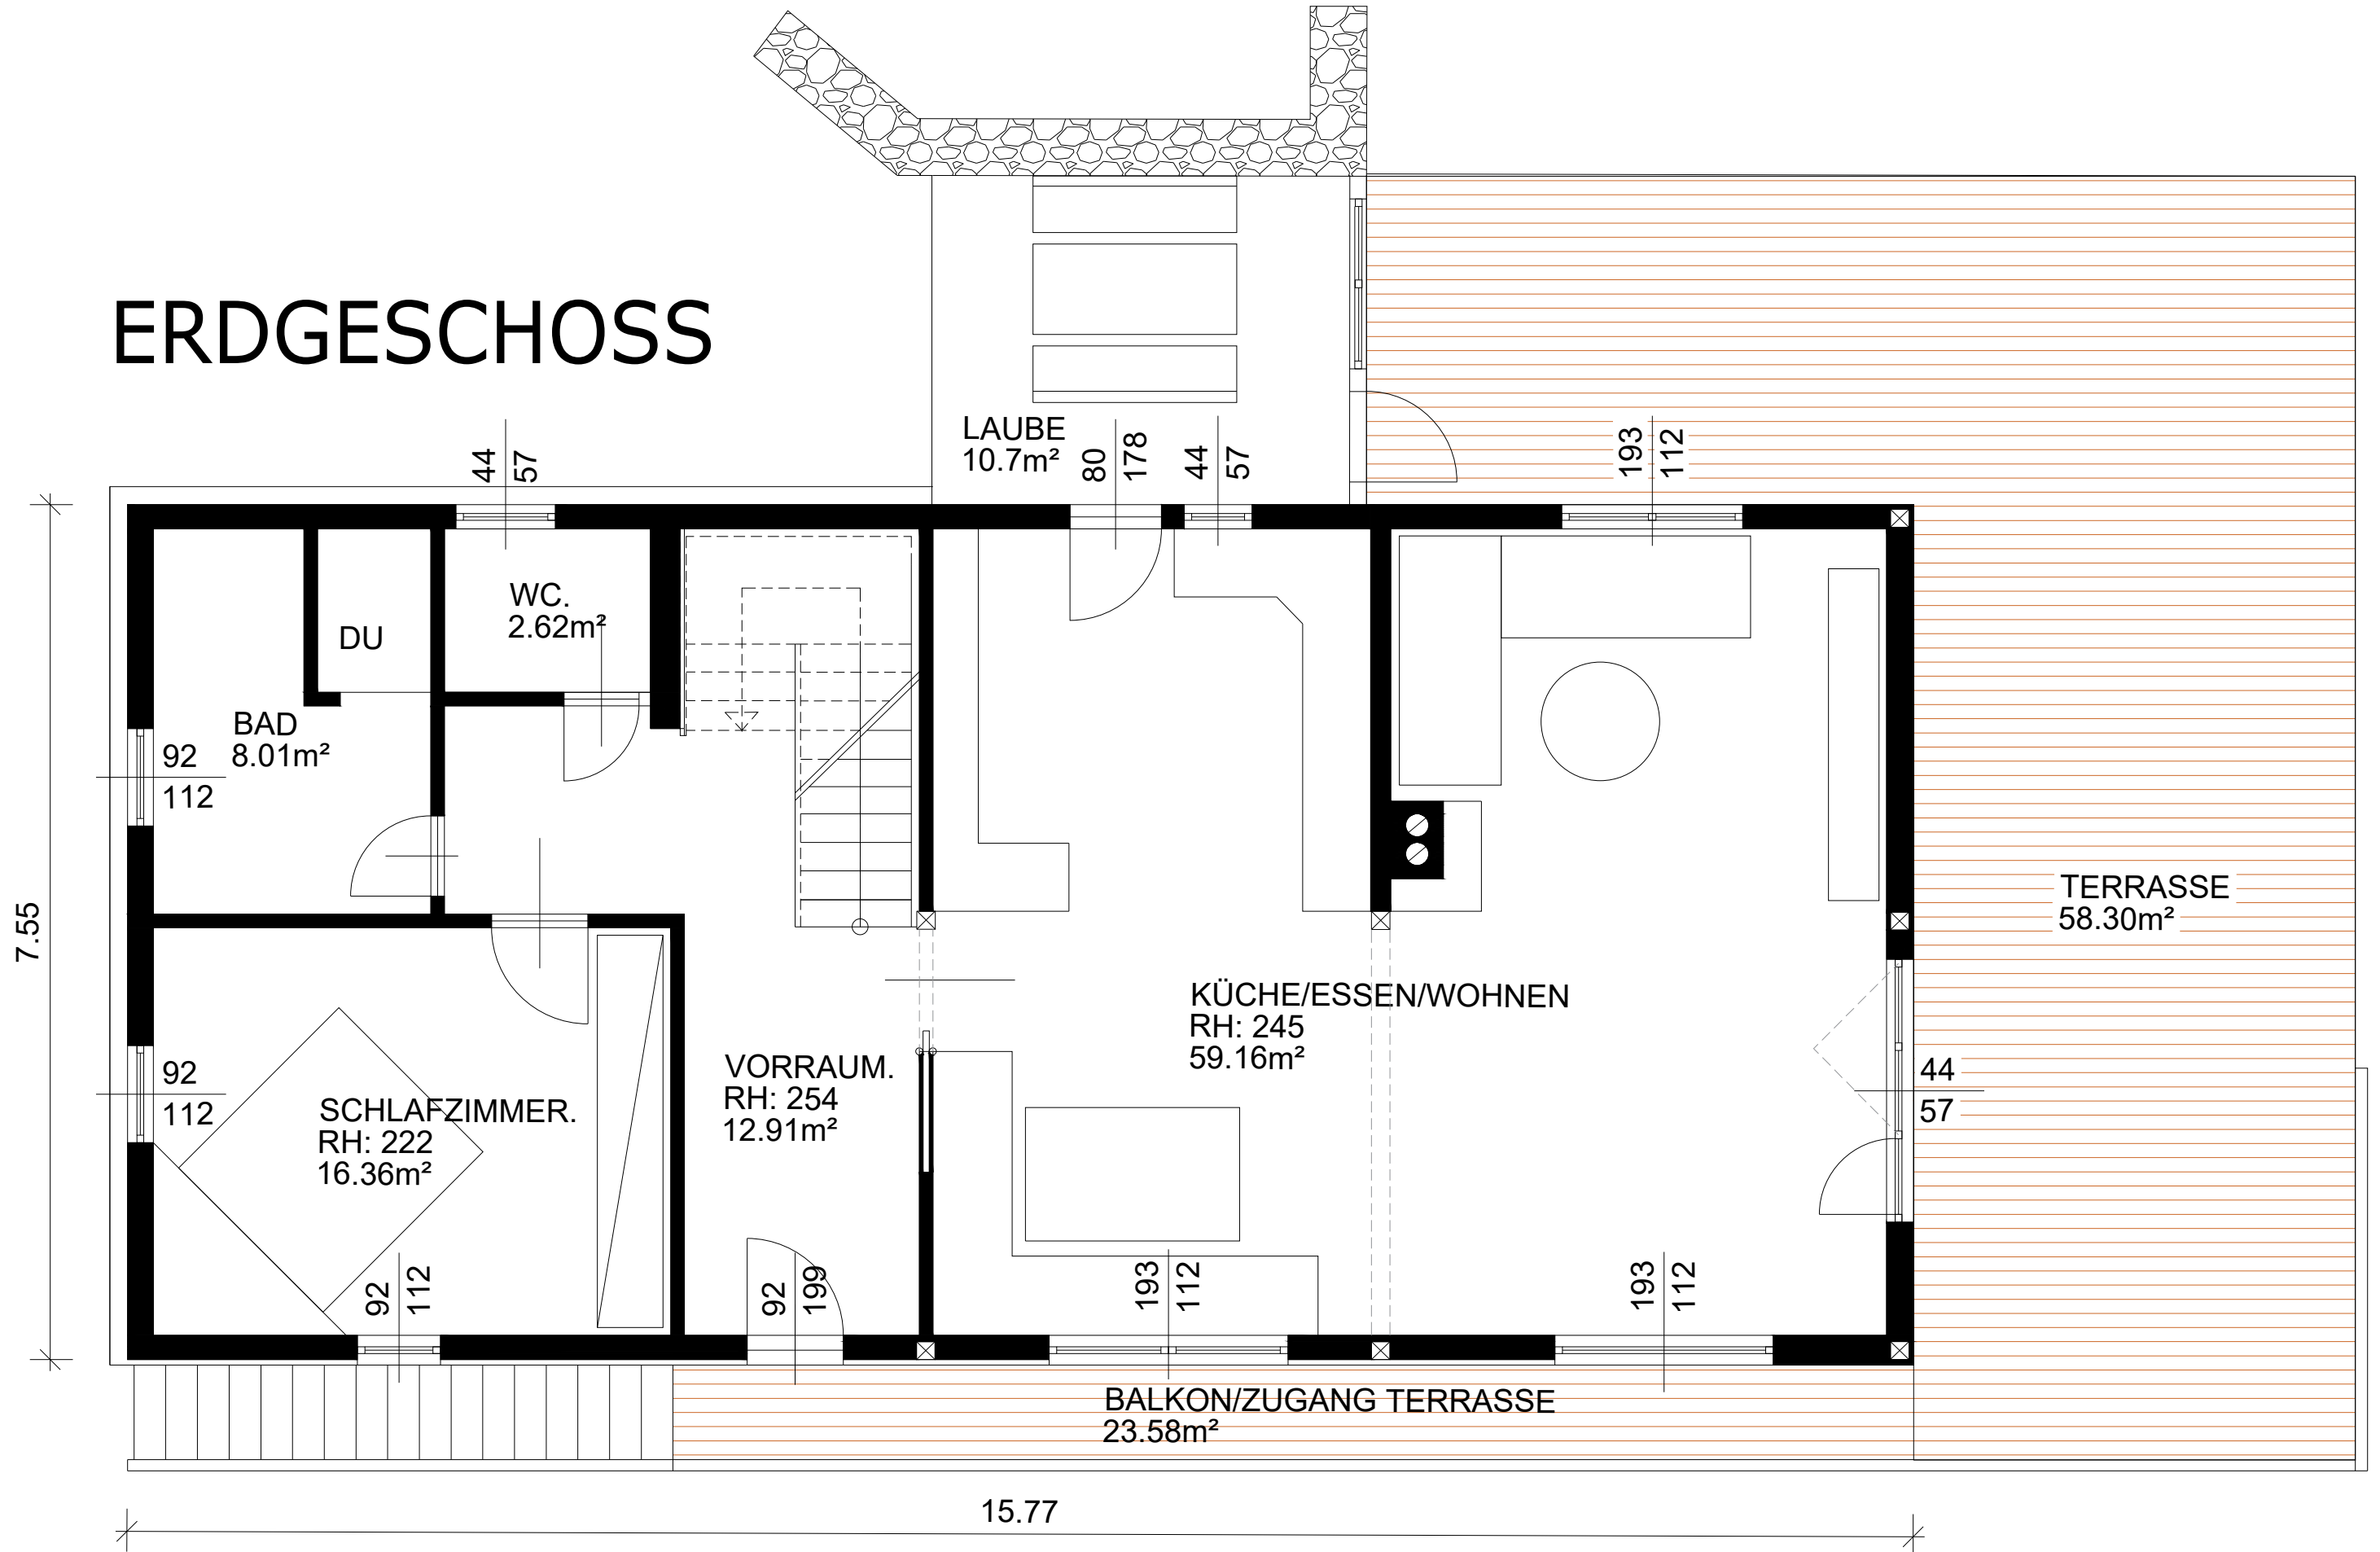 ERDGESCHOSS
LAUBE
10.7m²
80
178
44
57
193
112
44
57
WC.
2.62m²
DU
BAD
8.01m²
92
112
7.55
TERRASSE
58.30m²
KÜCHE/ESSEN/WOHNEN
RH: 245
59.16m²
VORRAUM.
RH: 254
12.91m²
92
112
SCHLAFZIMMER.
RH: 222
16.36m²
44
57
92
112
92
199
193
112
193
112
BALKON/ZUGANG TERRASSE
23.58m²
15.77